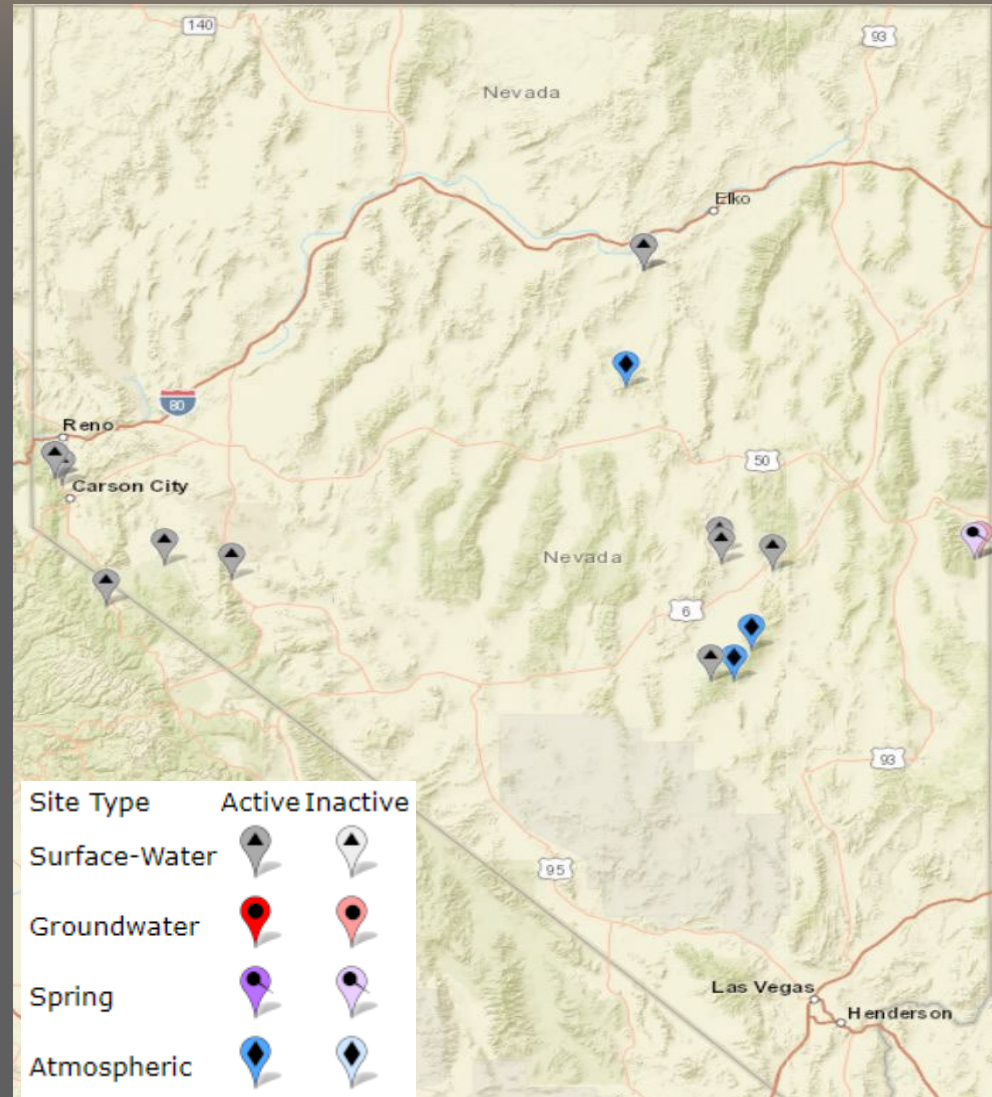 140
93
Nevada
Elko
80
Reno
50
Carson City
Nevada
6
93
Site Type Active Inactive
Surface-Water
Groundwater
Spring
Atmospheric
95
Las Vegas
Henderson